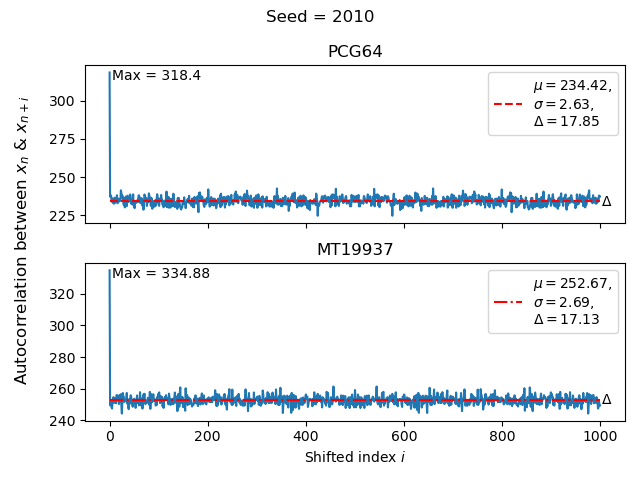 Seed = 2010
PCG64
Max = 318.4
μ = 234.42,
σ = 2.63,
Δ = 17.85
300
275
250
225
Δ
Autocorrelation between xₙ & xₙ₊ᵢ
MT19937
Max = 334.88
μ = 252.67,
σ = 2.69,
Δ = 17.13
320
300
280
260
240
Δ
0 200 400 600 800 1000
Shifted index i